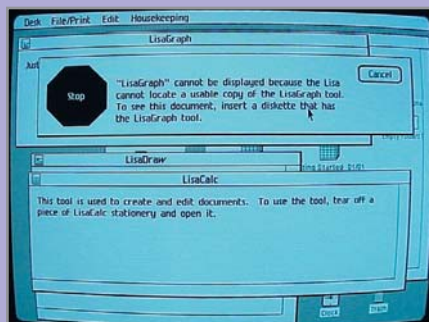 Desk File/Print Edit Housekeeping
LisaGraph
Just
Stop
"LisaGraph" cannot be displayed because the Lisa
cannot locate a usable copy of the LisaGraph tool.
To see this document, insert a diskette that has
the LisaGraph tool.
Cancel
LisaDraw
LisaCalc
This tool is used to create and edit documents. To use the tool, tear off a
piece of LisaCalc stationery and open it.
Clock
Trash